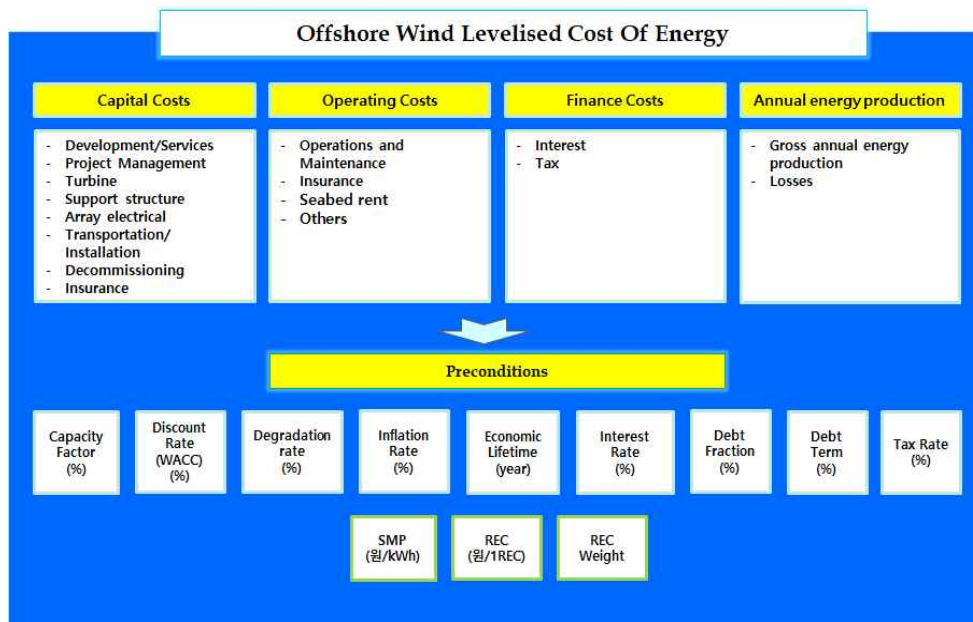 Offshore Wind Levelised Cost Of Energy
Capital Costs
- Development/Services
- Project Management
- Turbine
- Support structure
- Array electrical
- Transportation/
Installation
- Decommissioning
- Insurance
Operating Costs
- Operations and
Maintenance
- Insurance
- Seabed rent
- Others
Finance Costs
- Interest
- Tax
Annual energy production
- Gross annual energy
production
- Losses
Preconditions
Capacity
Factor
(%)
Discount
Rate
(WACC)
(%)
Degradation
rate
(%)
Inflation
Rate
(%)
Economic
Lifetime
(year)
Interest
Rate
(%)
Debt
Fraction
(%)
Debt
Term
(%)
Tax Rate
(%)
SMP
(원/kWh)
REC
(원/1REC)
REC
Weight